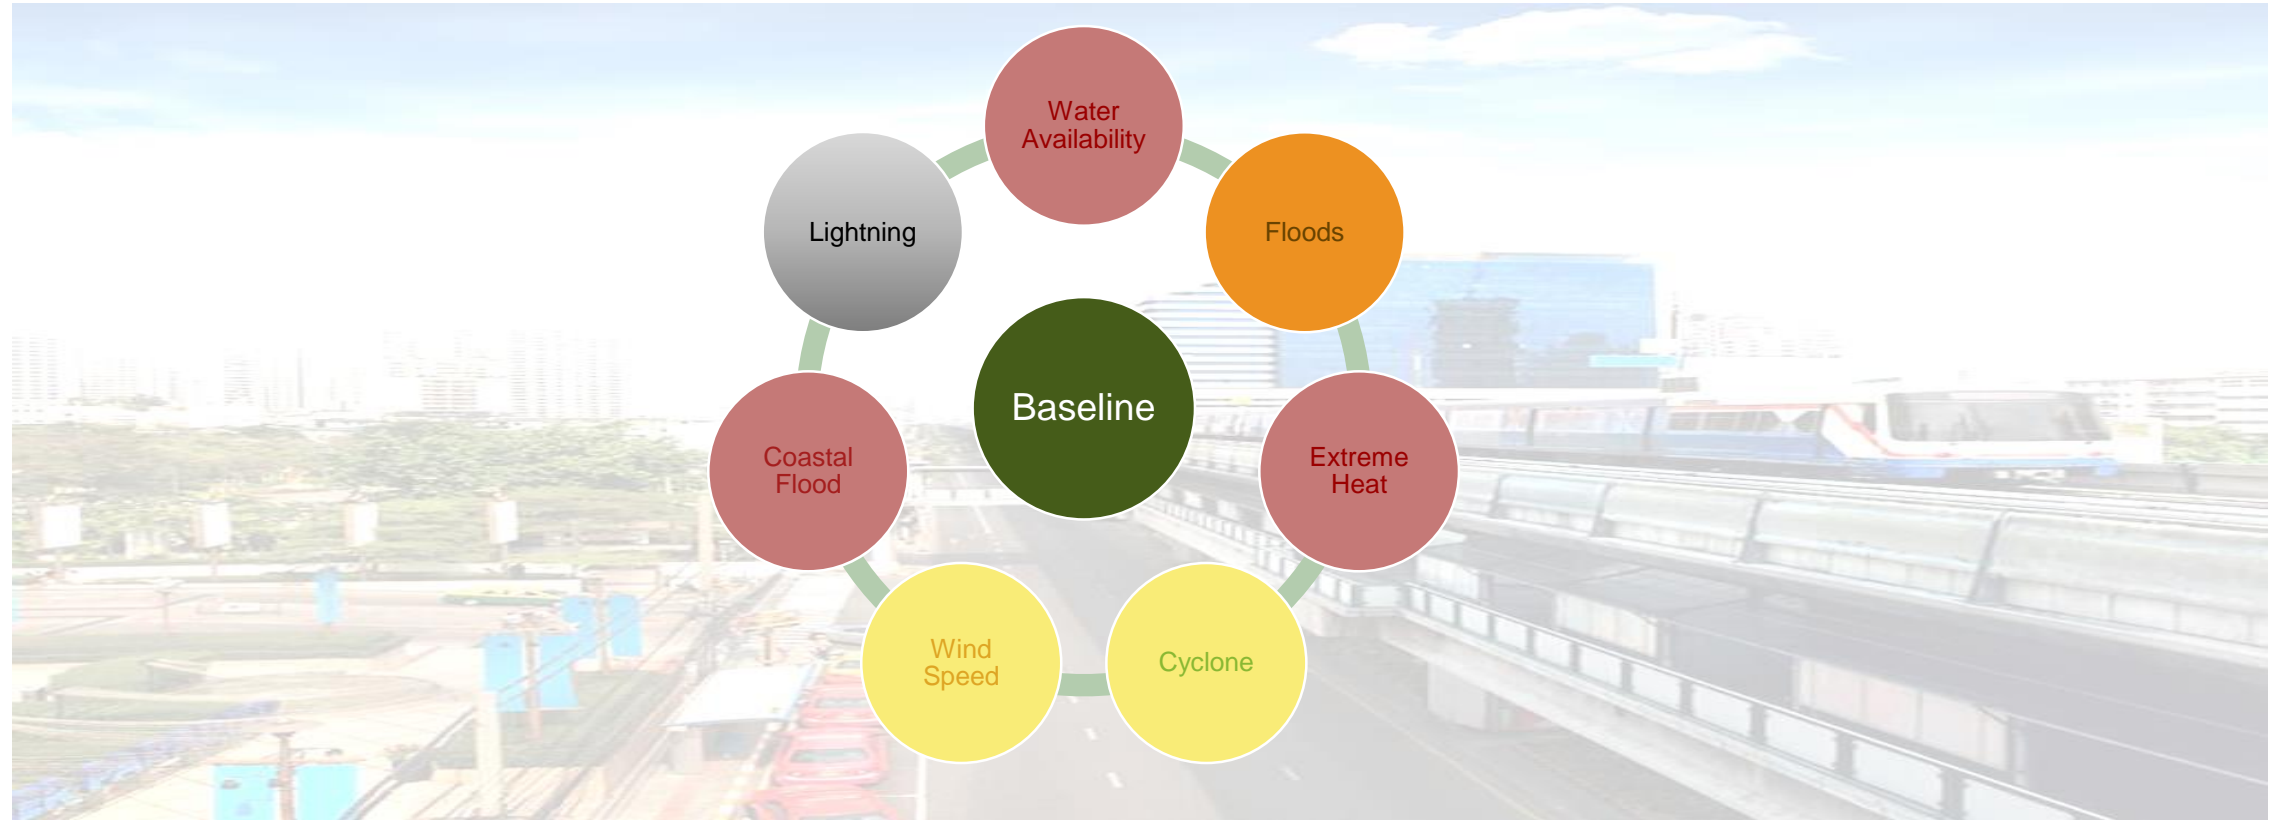 Water
Availability
Floods
Extreme
Heat
Cyclone
Wind
Speed
Coastal
Flood
Lightning
Baseline